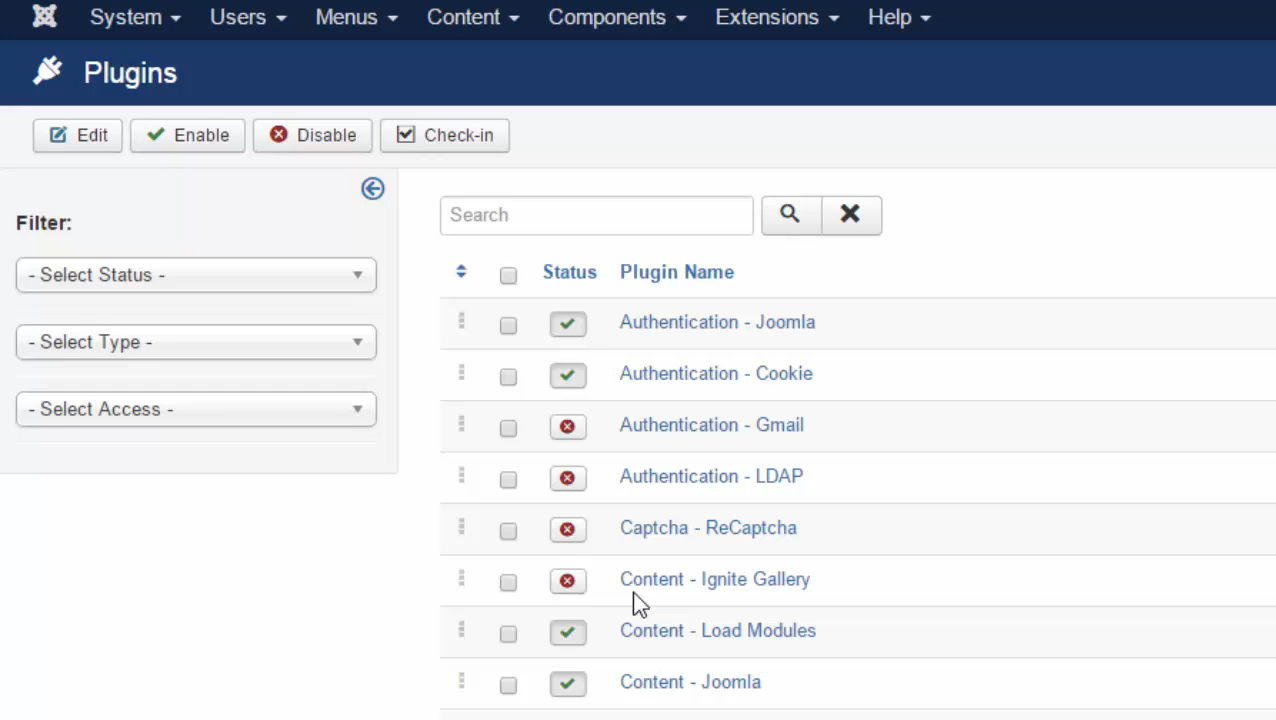 System Users Menus Content Components Extensions Help
Plugins
Edit Enable Disable Check-in
Filter:
- Select Status -
- Select Type -
- Select Access -
Search
Status Plugin Name
Authentication - Joomla
Authentication - Cookie
Authentication - Gmail
Authentication - LDAP
Captcha - ReCaptcha
Content - Ignite Gallery
Content - Load Modules
Content - Joomla